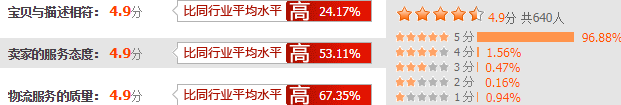 宝贝与描述相符：4.9分 比同行业平均水平 高 24.17%
卖家的服务态度：4.9分 比同行业平均水平 高 53.11%
物流服务的质量：4.9分 比同行业平均水平 高 67.35%
4.9分 共640人
5分 96.88%
4分 1.56%
3分 0.47%
2分 0.16%
1分 0.94%